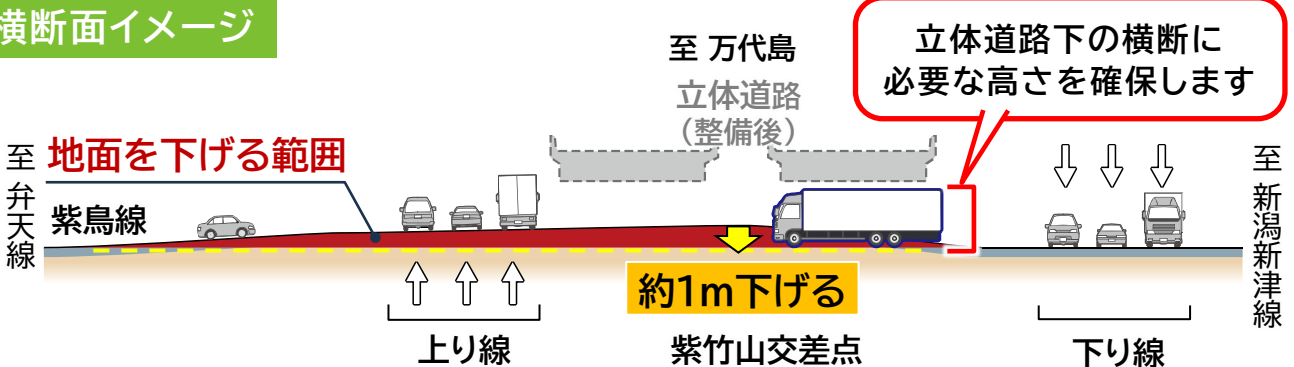 横断面イメージ
至 万代島
立体道路
（整備後）
立体道路下の横断に
必要な高さを確保します
至 弁天線
地面を下げる範囲
紫鳥線
至 新潟新津線
約1m下げる
上り線
紫竹山交差点
下り線